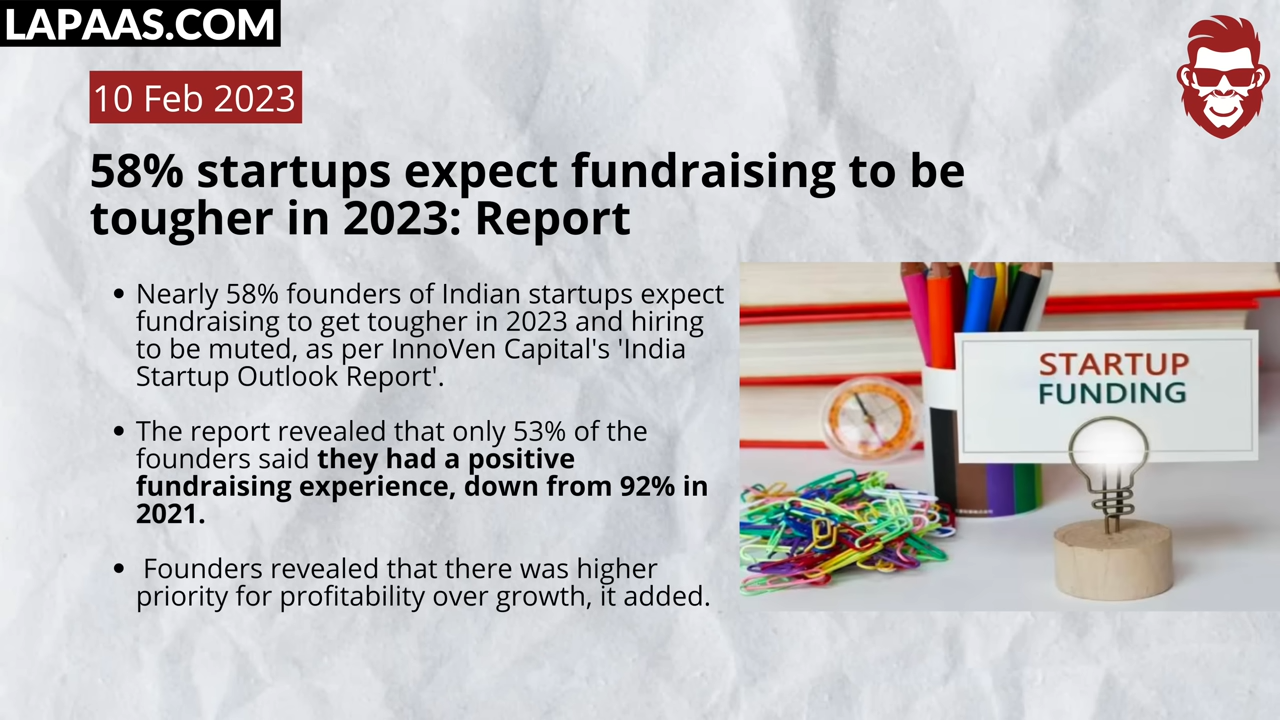 LAPAAS.COM
10 Feb 2023
58% startups expect fundraising to be
tougher in 2023: Report
• Nearly 58% founders of Indian startups expect
fundraising to get tougher in 2023 and hiring
to be muted, as per InnoVen Capital's 'India
Startup Outlook Report'.
• The report revealed that only 53% of the
founders said they had a positive
fundraising experience, down from 92% in
2021.
• Founders revealed that there was higher
priority for profitability over growth, it added.
STARTUP
FUNDING